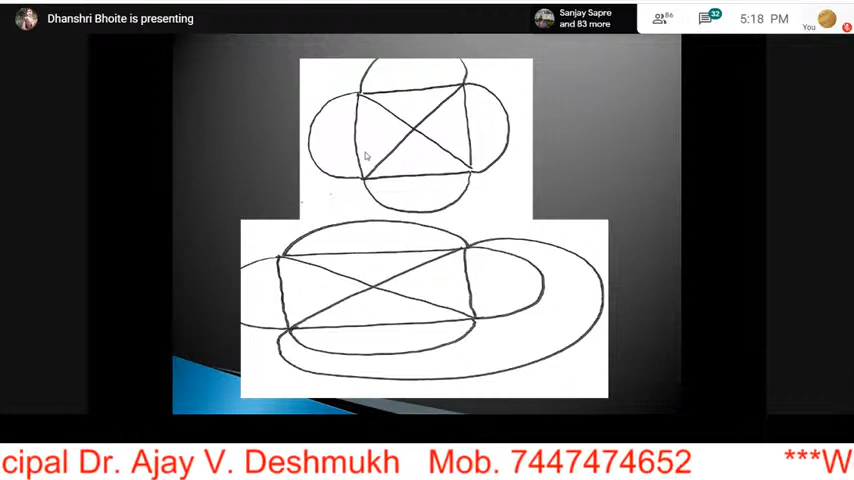 Dhanshri Bhoite is presenting
Sanjay Sapre
and 83 more
86
32
5:18 PM
You
cipal Dr. Ajay V. Deshmukh Mob. 7447474652 ***W